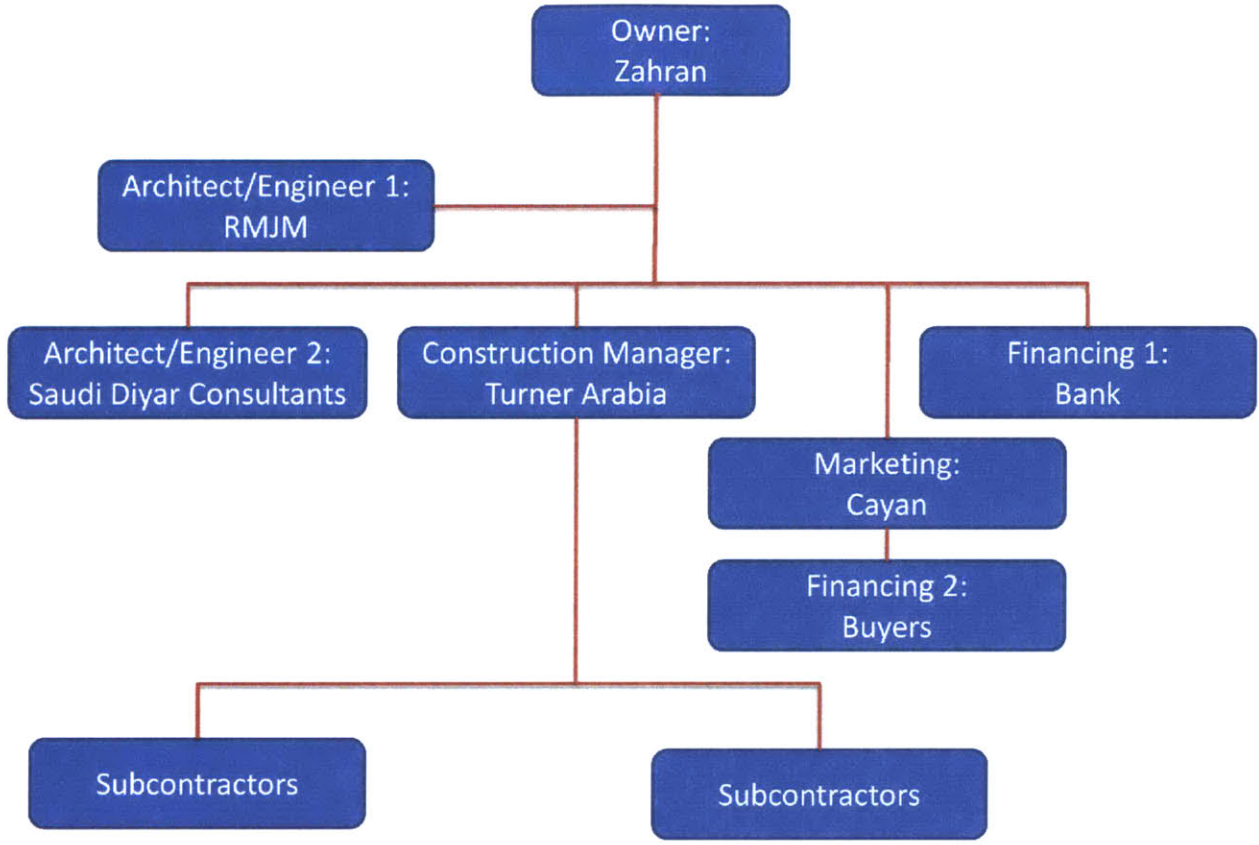 Owner:
Zahran
Architect/Engineer 1:
RMJM
Architect/Engineer 2:
Saudi Diyar Consultants
Construction Manager:
Turner Arabia
Financing 1:
Bank
Marketing:
Cayan
Financing 2:
Buyers
Subcontractors
Subcontractors